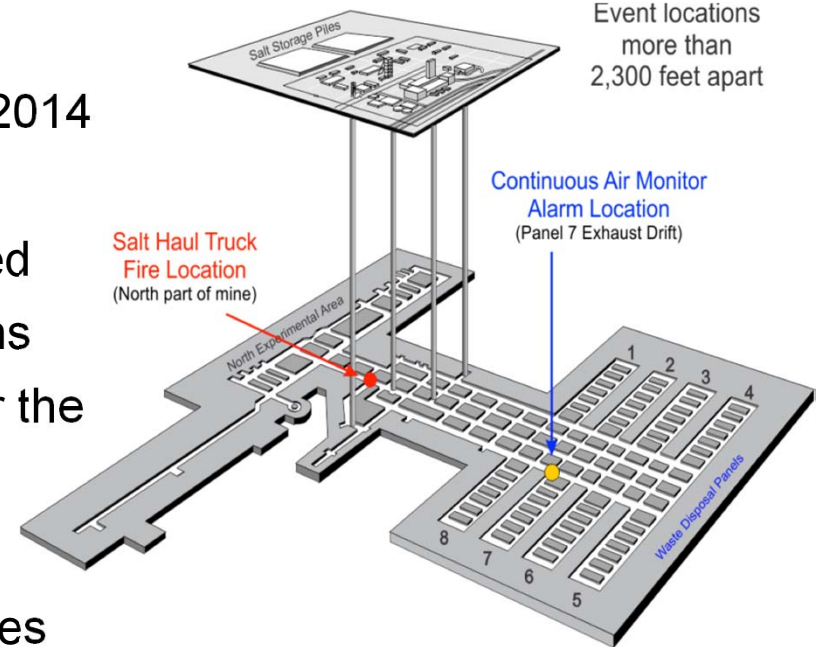 2014
ed
ns
r the
es
Event locations
more than
2,300 feet apart
Salt Storage Piles
Continuous Air Monitor
Alarm Location
(Panel 7 Exhaust Drift)
Salt Haul Truck
Fire Location
(North part of mine)
North Experimental Area
1
2
3
4
8
7
6
5
Waste Disposal Panels